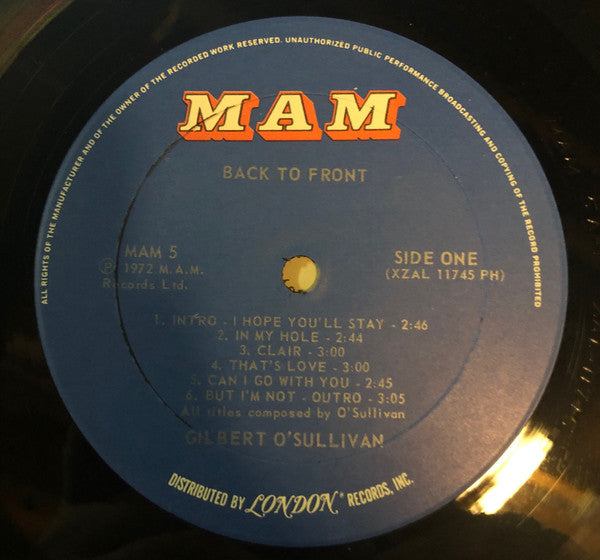 ALL RIGHTS OF THE MANUFACTURER AND OF THE OWNER OF THE RECORDED WORK RESERVED. UNAUTHORIZED PUBLIC PERFORMANCE BROADCASTING AND COPYING OF THE RECORD PROHIBITED
MAM
BACK TO FRONT
MAM 5
℗ 1972 M.A.M.
Records Ltd.
SIDE ONE
(XZAL 11745 PH)
1. INTRO - I HOPE YOU'LL STAY - 2:46
2. IN MY HOLE - 2:44
3. CLAIR - 3:00
4. THAT'S LOVE - 3:00
5. CAN I GO WITH YOU - 2:45
6. BUT I'M NOT - OUTRO - 3:05
All titles composed by O'Sullivan
GILBERT O'SULLIVAN
DISTRIBUTED BY LONDON® RECORDS, INC.